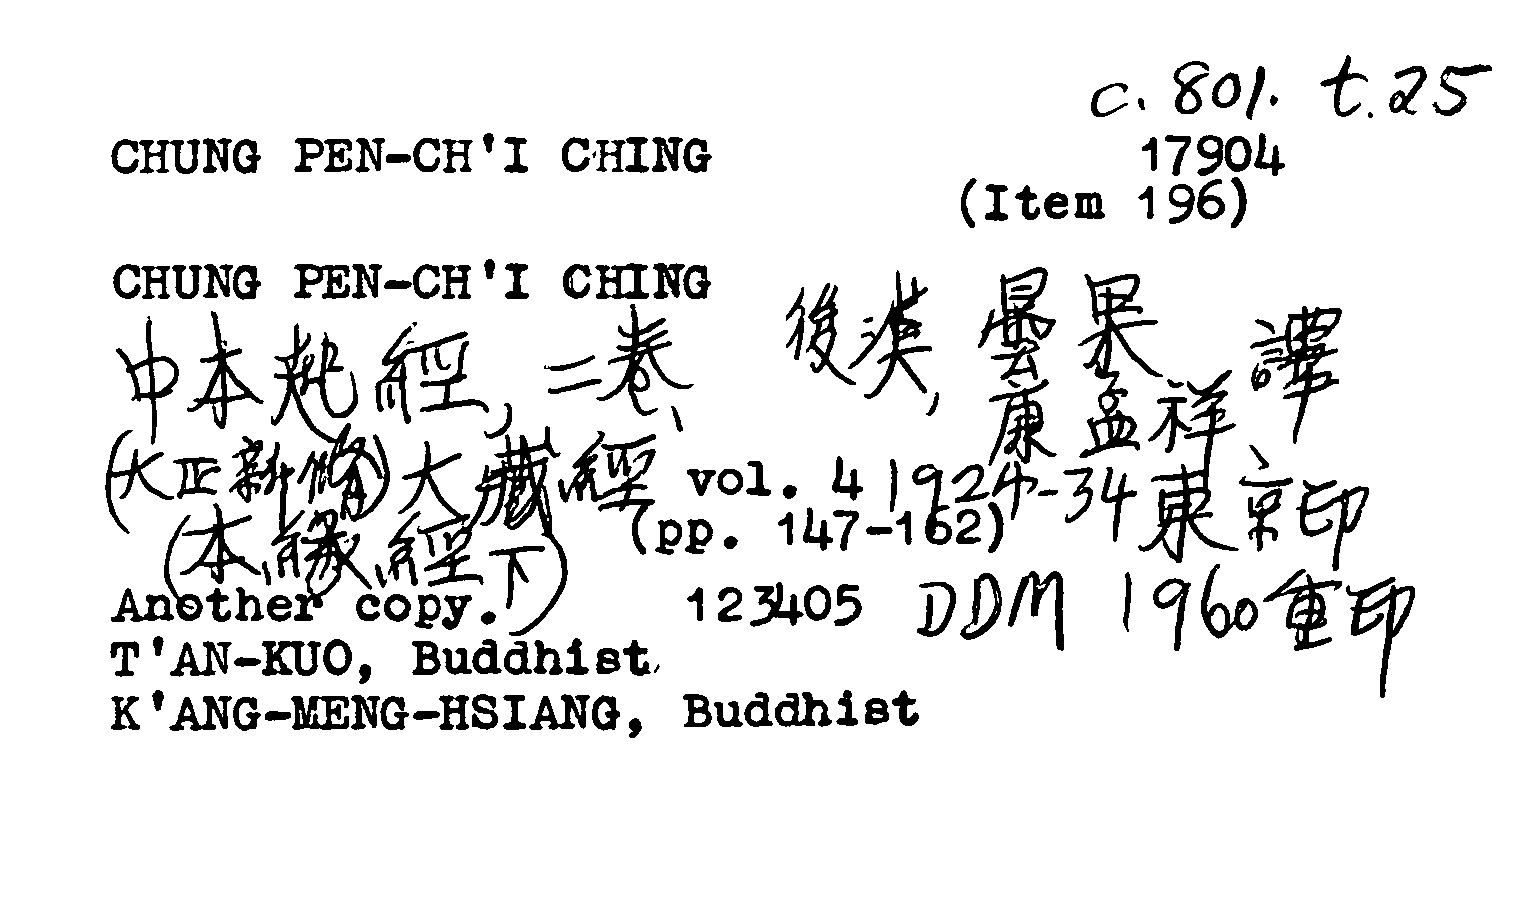 c. 801. t.25
CHUNG PEN-CH'I CHING 17904
(Item 196)
CHUNG PEN-CH'I CHING
中本起經, 二卷、 後漢, 曇果 康孟祥 譯
(大正新脩)大藏經 vol. 4 1924-34 東京印
(本緣經下) (pp. 147-162)
Another copy. 123405 DDM 1960重印
T'AN-KUO, Buddhist
K'ANG-MENG-HSIANG, Buddhist